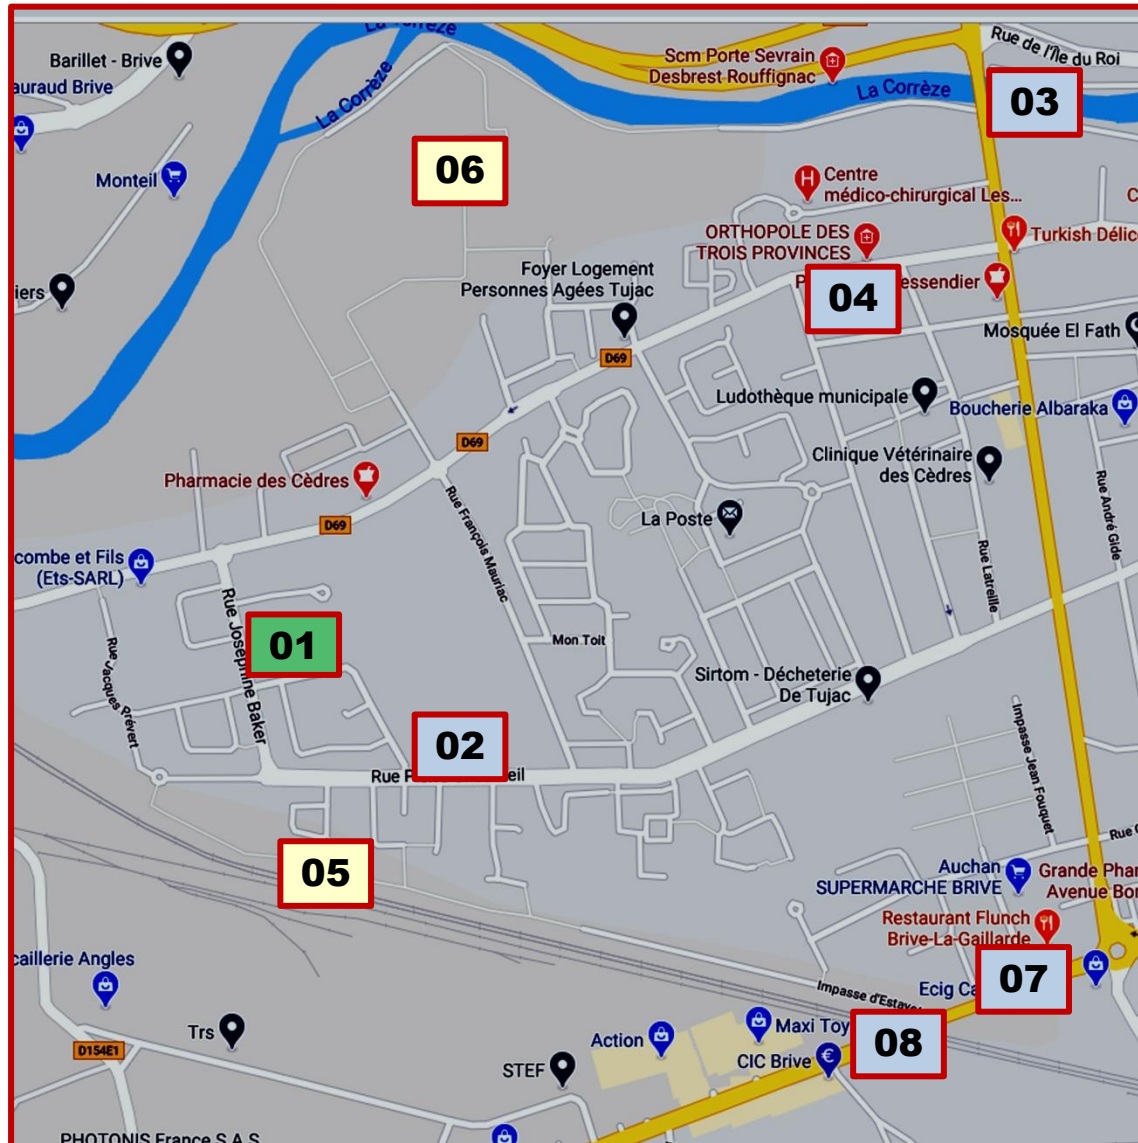 La Corrèze
Barillet - Brive
auraud Brive
Scm Porte Sevrain
Desbrest Rouffignac
Rue de l'Île du Roi
La Corrèze
La Corrèze
03
06
Monteil
Centre
médico-chirurgical Les...
ORTHOPOLE DES
TROIS PROVINCES
Turkish Délice
iers
Foyer Logement
Personnes Agées Tujac
04
essendier
Mosquée El Fath
D69
Ludothèque municipale
Boucherie Albaraka
D69
Clinique Vétérinaire
des Cèdres
Pharmacie des Cèdres
Rue François Mauriac
La Poste
Rue André Gide
D69
combe et Fils
(Ets-SARL)
Rue Latreille
Rue Joséphine Baker
01
Mon Toit
Rue Jacques Prévert
Sirtom - Décheterie
De Tujac
02
Rue P
eil
Impasse Jean Fouquet
05
Auchan
SUPERMARCHE BRIVE
Grande Phar
Avenue Bor
Restaurant Flunch
Brive-La-Gaillarde
caillerie Angles
Impasse d'Estave
Ecig Ca
07
Trs
Action
Maxi Toy
08
D154E1
STEF
CIC Brive
PHOTONIS France S.A.S.